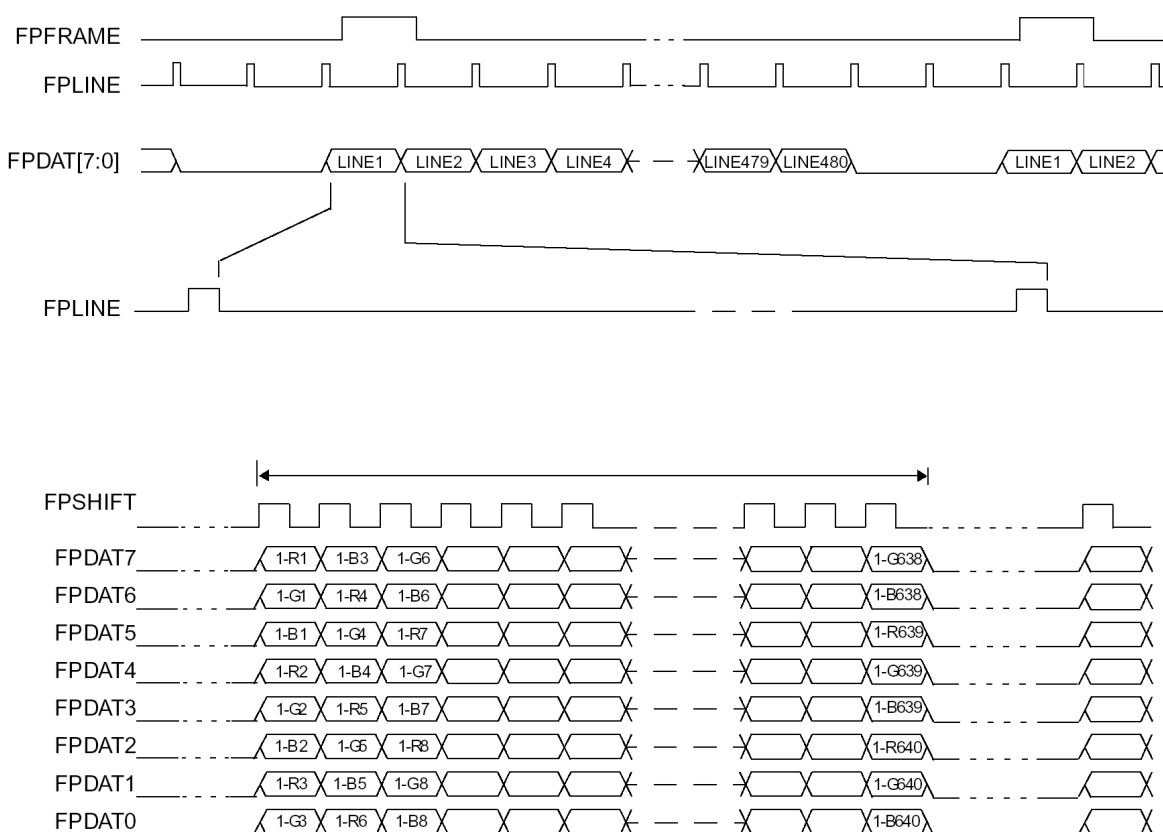 FPFRAME
FPLINE
FPDAT[7:0] LINE1 LINE2 LINE3 LINE4 LINE479 LINE480 LINE1 LINE2
FPLINE
FPSHIFT
FPDAT7 1-R1 1-B3 1-G6 1-G638
FPDAT6 1-G1 1-R4 1-B6 1-B638
FPDAT5 1-B1 1-G4 1-R7 1-R639
FPDAT4 1-R2 1-B4 1-G7 1-G639
FPDAT3 1-G2 1-R5 1-B7 1-B639
FPDAT2 1-B2 1-G5 1-R8 1-R640
FPDAT1 1-R3 1-B5 1-G8 1-G640
FPDAT0 1-G3 1-R6 1-B8 1-B640